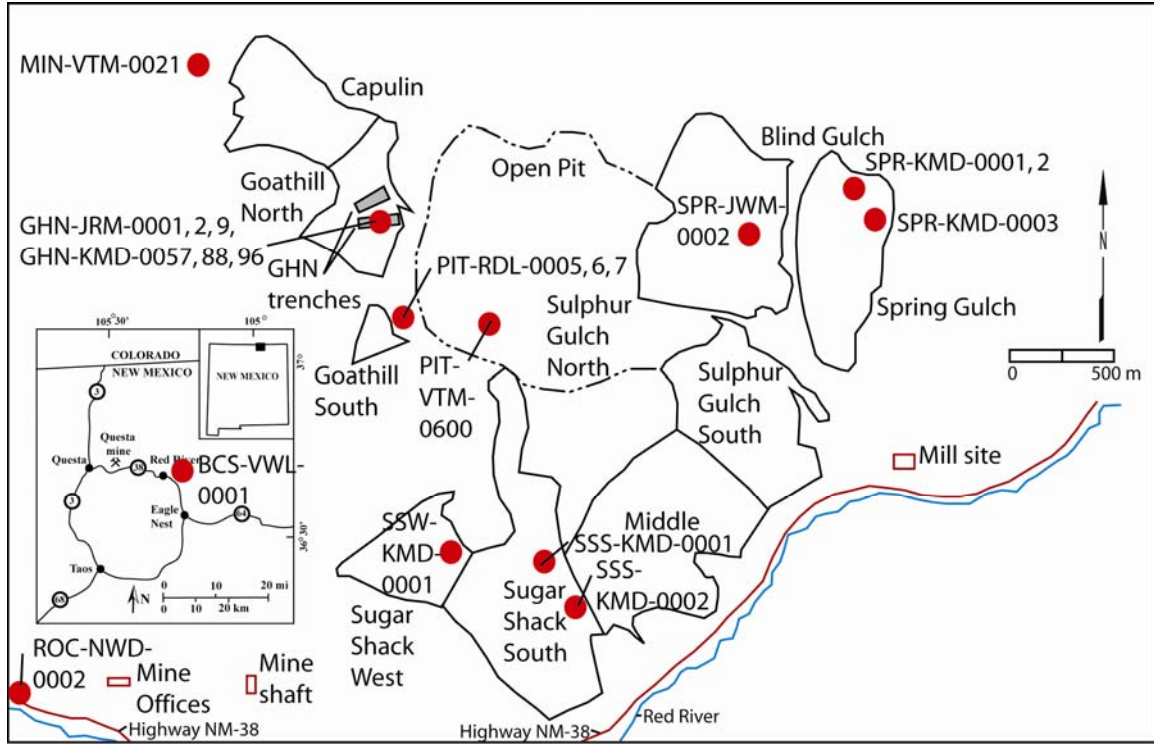 MIN-VTM-0021
Capulin
Blind Gulch
SPR-KMD-0001, 2
Open Pit
Goathill
North
SPR-JWM-
0002
SPR-KMD-0003
GHN-JRM-0001, 2, 9,
GHN-KMD-0057, 88, 96
GHN
trenches
PIT-RDL-0005, 6, 7
N
Sulphur
Gulch
North
Spring Gulch
Goathill
South
PIT-
VTM-
0600
Sulphur
Gulch
South
0 500 m
105°30'
105°
37°
COLORADO
NEW MEXICO
NEW MEXICO
3
Questa
mine
Questa
38
Red River
BCS-VWL-
0001
3
Eagle
Nest
64
36°30'
Taos
68
N
0 10 20 mi
0 10 20 km
Mill site
SSW-
KMD-
0001
Middle
SSS-KMD-0001
SSS-
KMD-0002
Sugar
Shack
South
Sugar
Shack
West
ROC-NWD-
0002
Mine
Offices
Mine
shaft
Highway NM-38
Highway NM-38
Red River